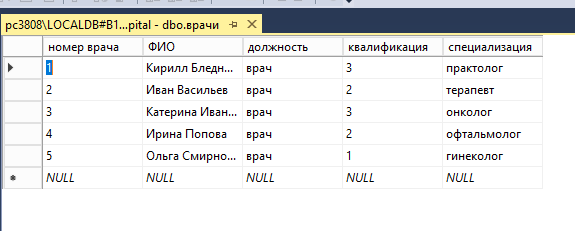 pc3808\LOCALDB#B1...pital - dbo.врачи
номер врача ФИО должность квалификация специализация
1 Кирилл Бледн... врач 3 практолог
2 Иван Васильев врач 2 терапевт
3 Катерина Иван... врач 3 онколог
4 Ирина Попова врач 2 офтальмолог
5 Ольга Смирно... врач 1 гинеколог
NULL NULL NULL NULL NULL